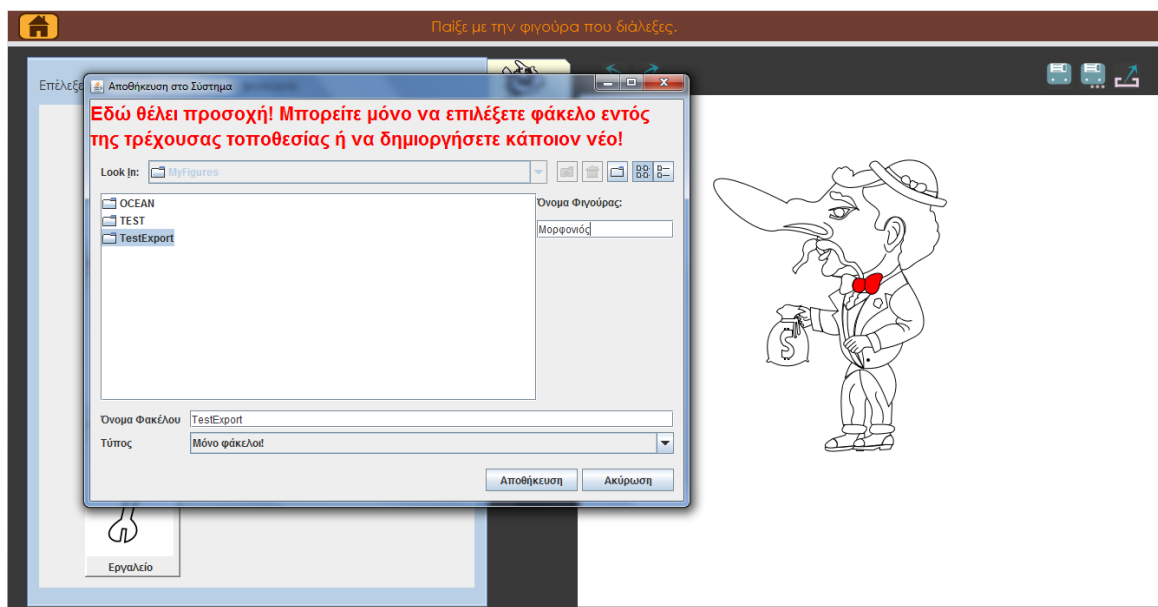 Παίξε με την φιγούρα που διάλεξες.
Επέλεξε
Αποθήκευση στο Σύστημα
Εδώ θέλει προσοχή! Μπορείτε μόνο να επιλέξετε φάκελο εντός
της τρέχουσας τοποθεσίας ή να δημιοργήσετε κάποιον νέο!
Look In: MyFigures
OCEAN
TEST
TestExport
Όνομα Φιγούρας:
Μορφονιός
Όνομα Φακέλου TestExport
Τύπος Μόνο φάκελοι!
Αποθήκευση Ακύρωση
Εργαλείο
$